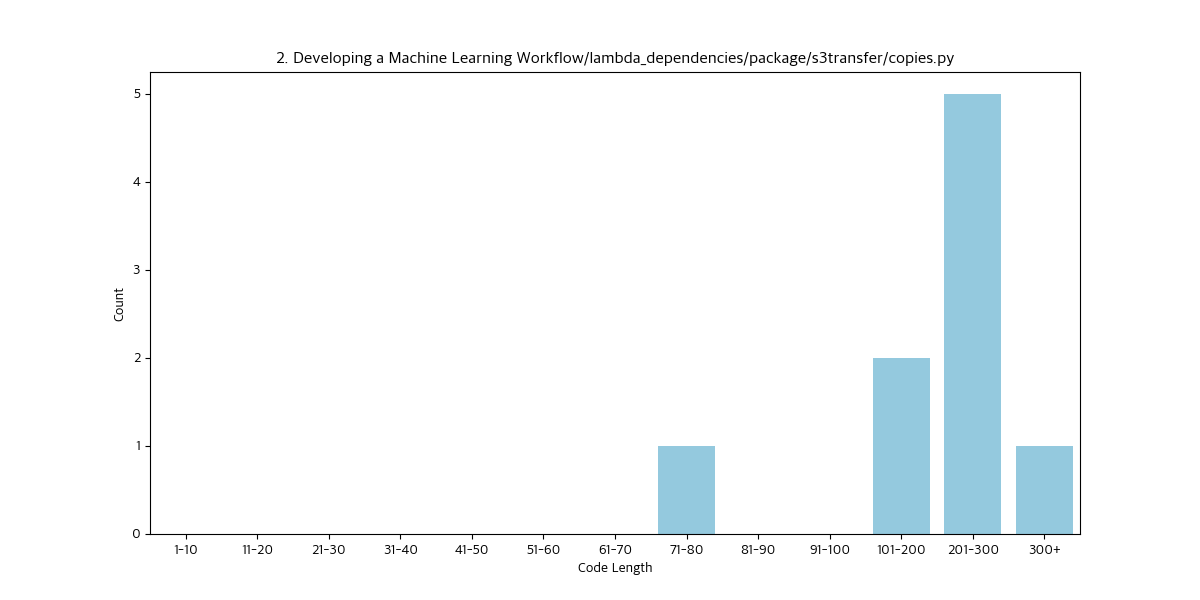 2. Developing a Machine Learning Workflow/lambda_dependencies/package/s3transfer/copies.py
5
4
3
2
1
0
Count
1-10 11-20 21-30 31-40 41-50 51-60 61-70 71-80 81-90 91-100 101-200 201-300 300+
Code Length